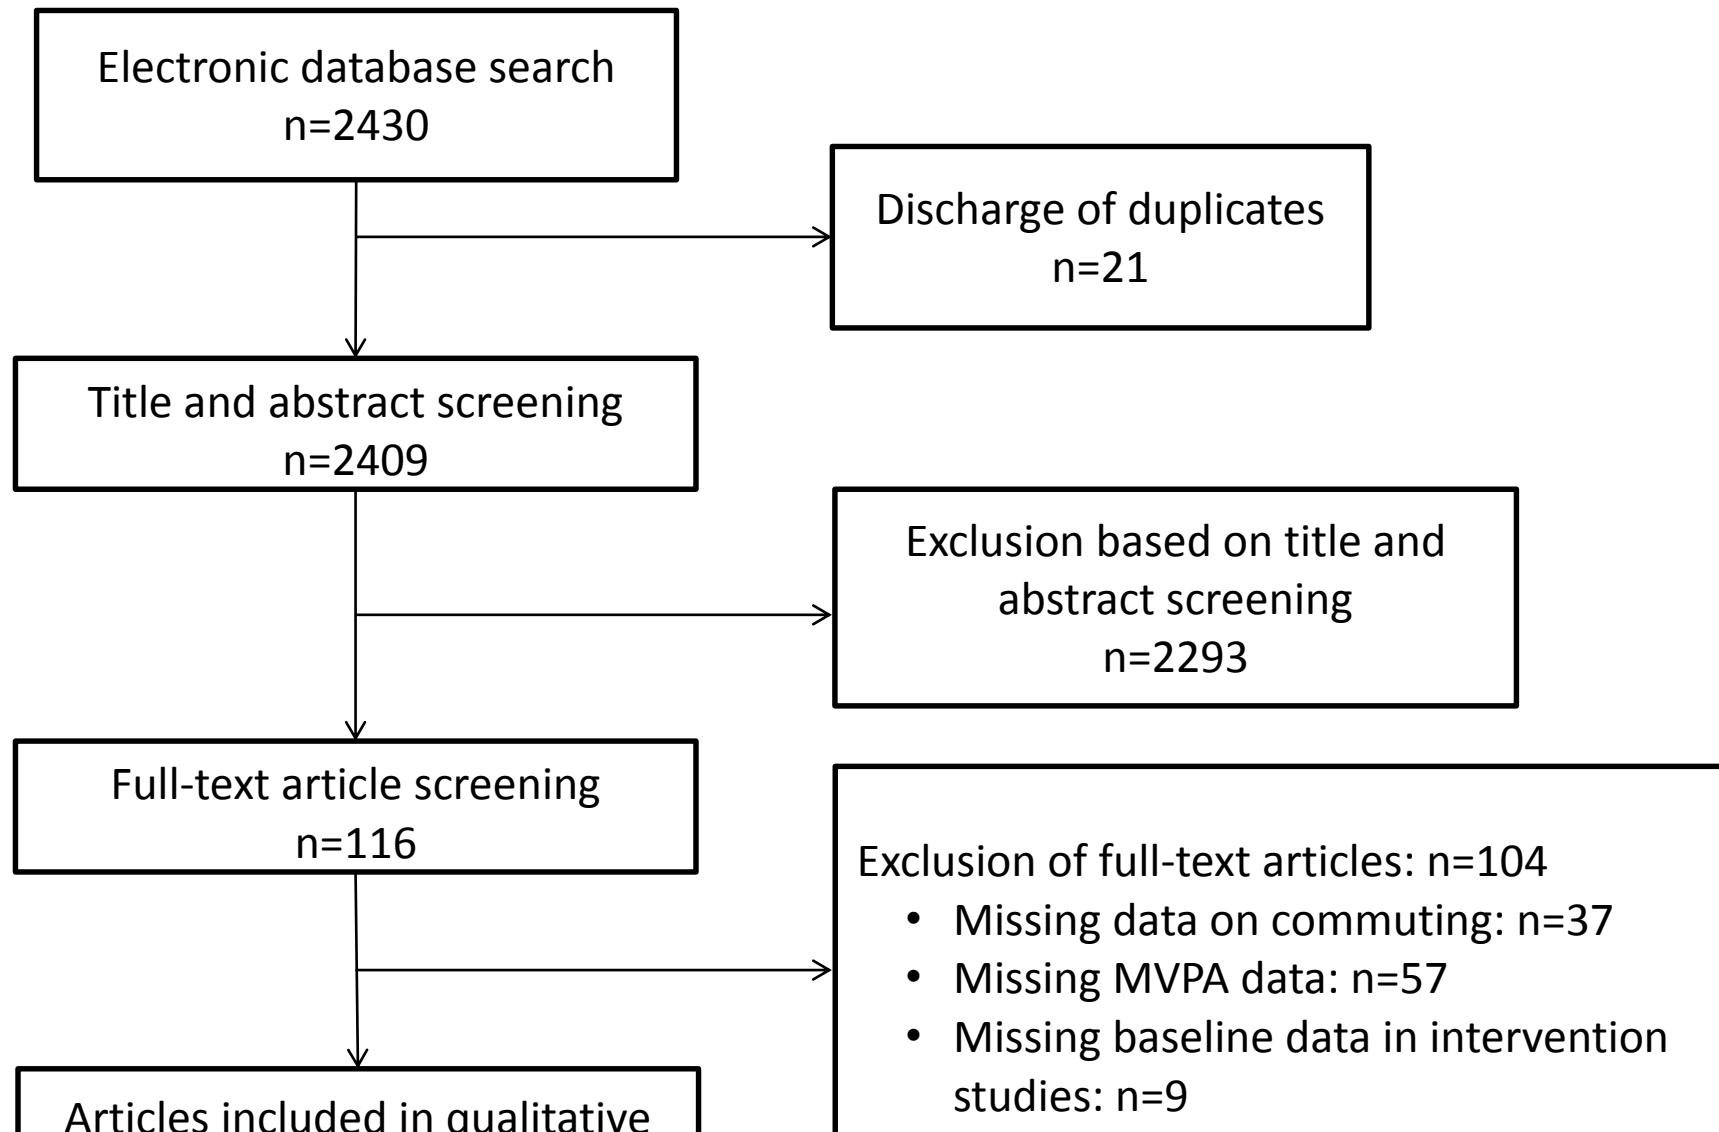 Electronic database search
n=2430
Discharge of duplicates
n=21
Title and abstract screening
n=2409
Exclusion based on title and
abstract screening
n=2293
Full-text article screening
n=116
Exclusion of full-text articles: n=104
• Missing data on commuting: n=37
• Missing MVPA data: n=57
• Missing baseline data in intervention
studies: n=9
Articles included in qualitative